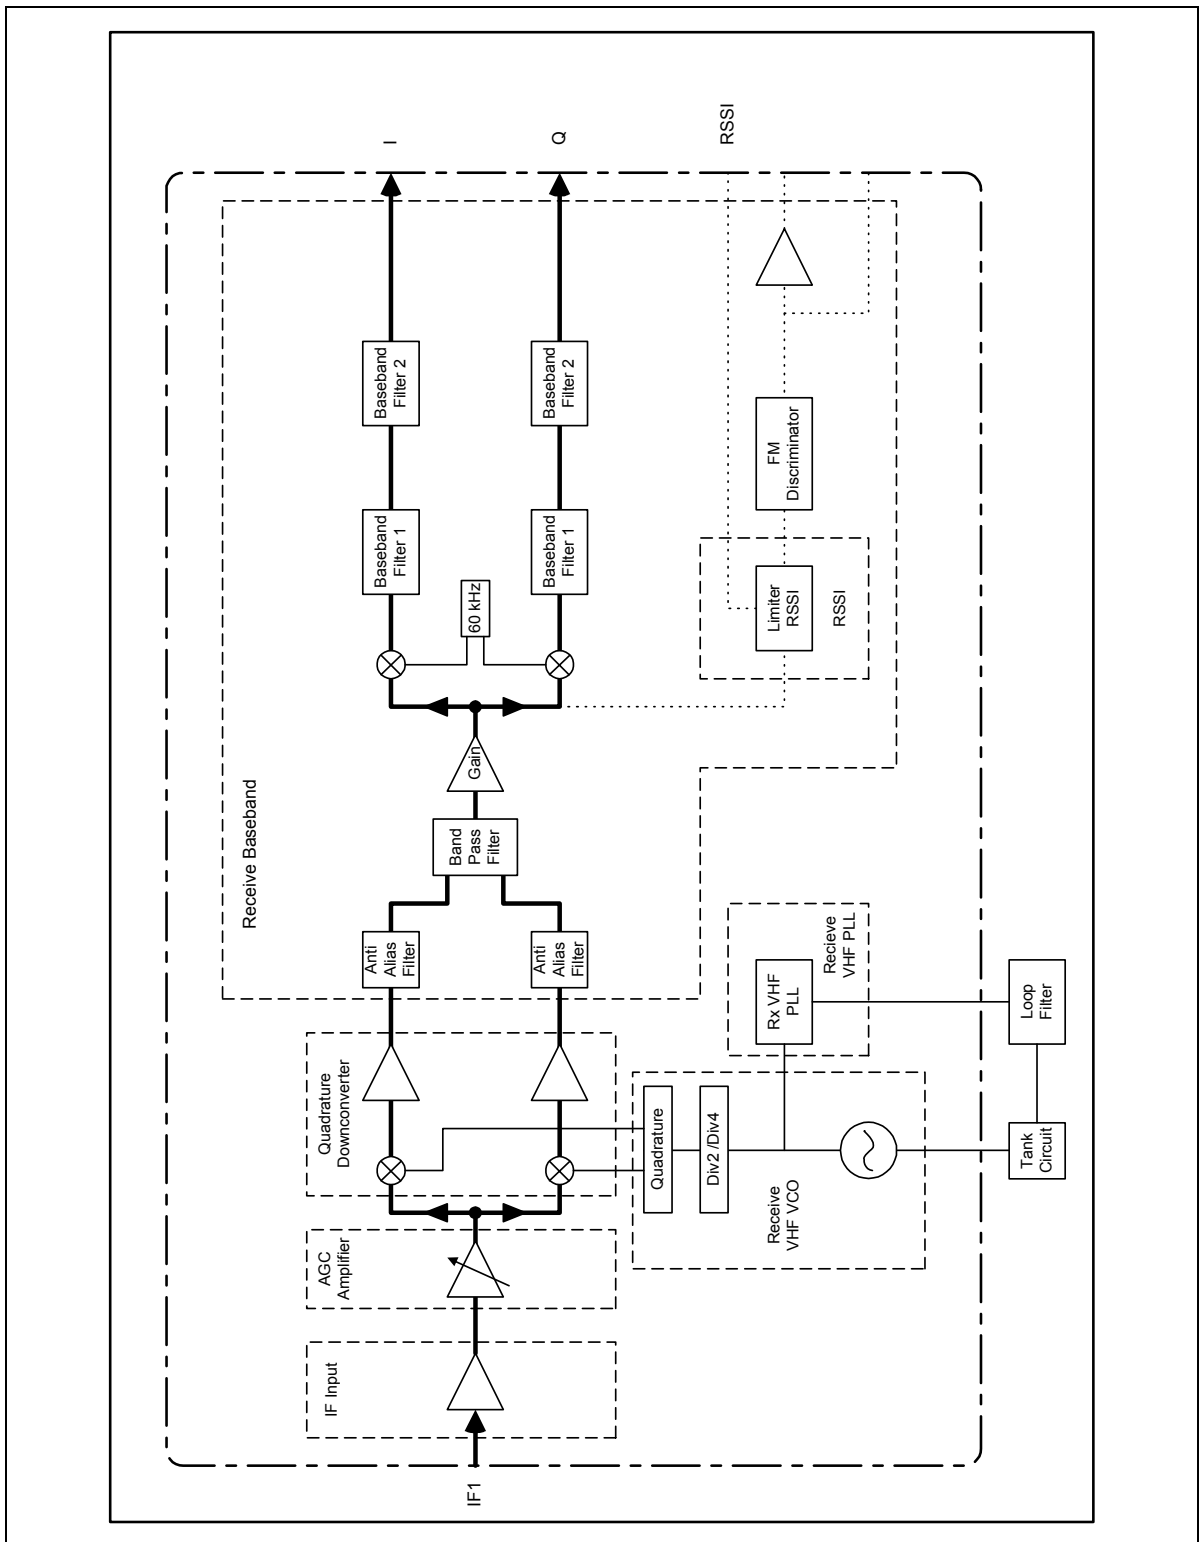 IF1
IF Input
AGC
Amplifier
Quadrature
Downconverter
Quadrature
Div2 /Div4
Receive
VHF VCO
Tank
Circuit
Loop
Filter
Rx VHF
PLL
Recieve
VHF PLL
Receive Baseband
Anti
Alias
Filter
Anti
Alias
Filter
Band
Pass
Filter
Gain
60 kHz
Baseband
Filter 1
Baseband
Filter 2
I
Baseband
Filter 1
Baseband
Filter 2
Q
Limiter
RSSI
RSSI
FM
Discriminator
RSSI